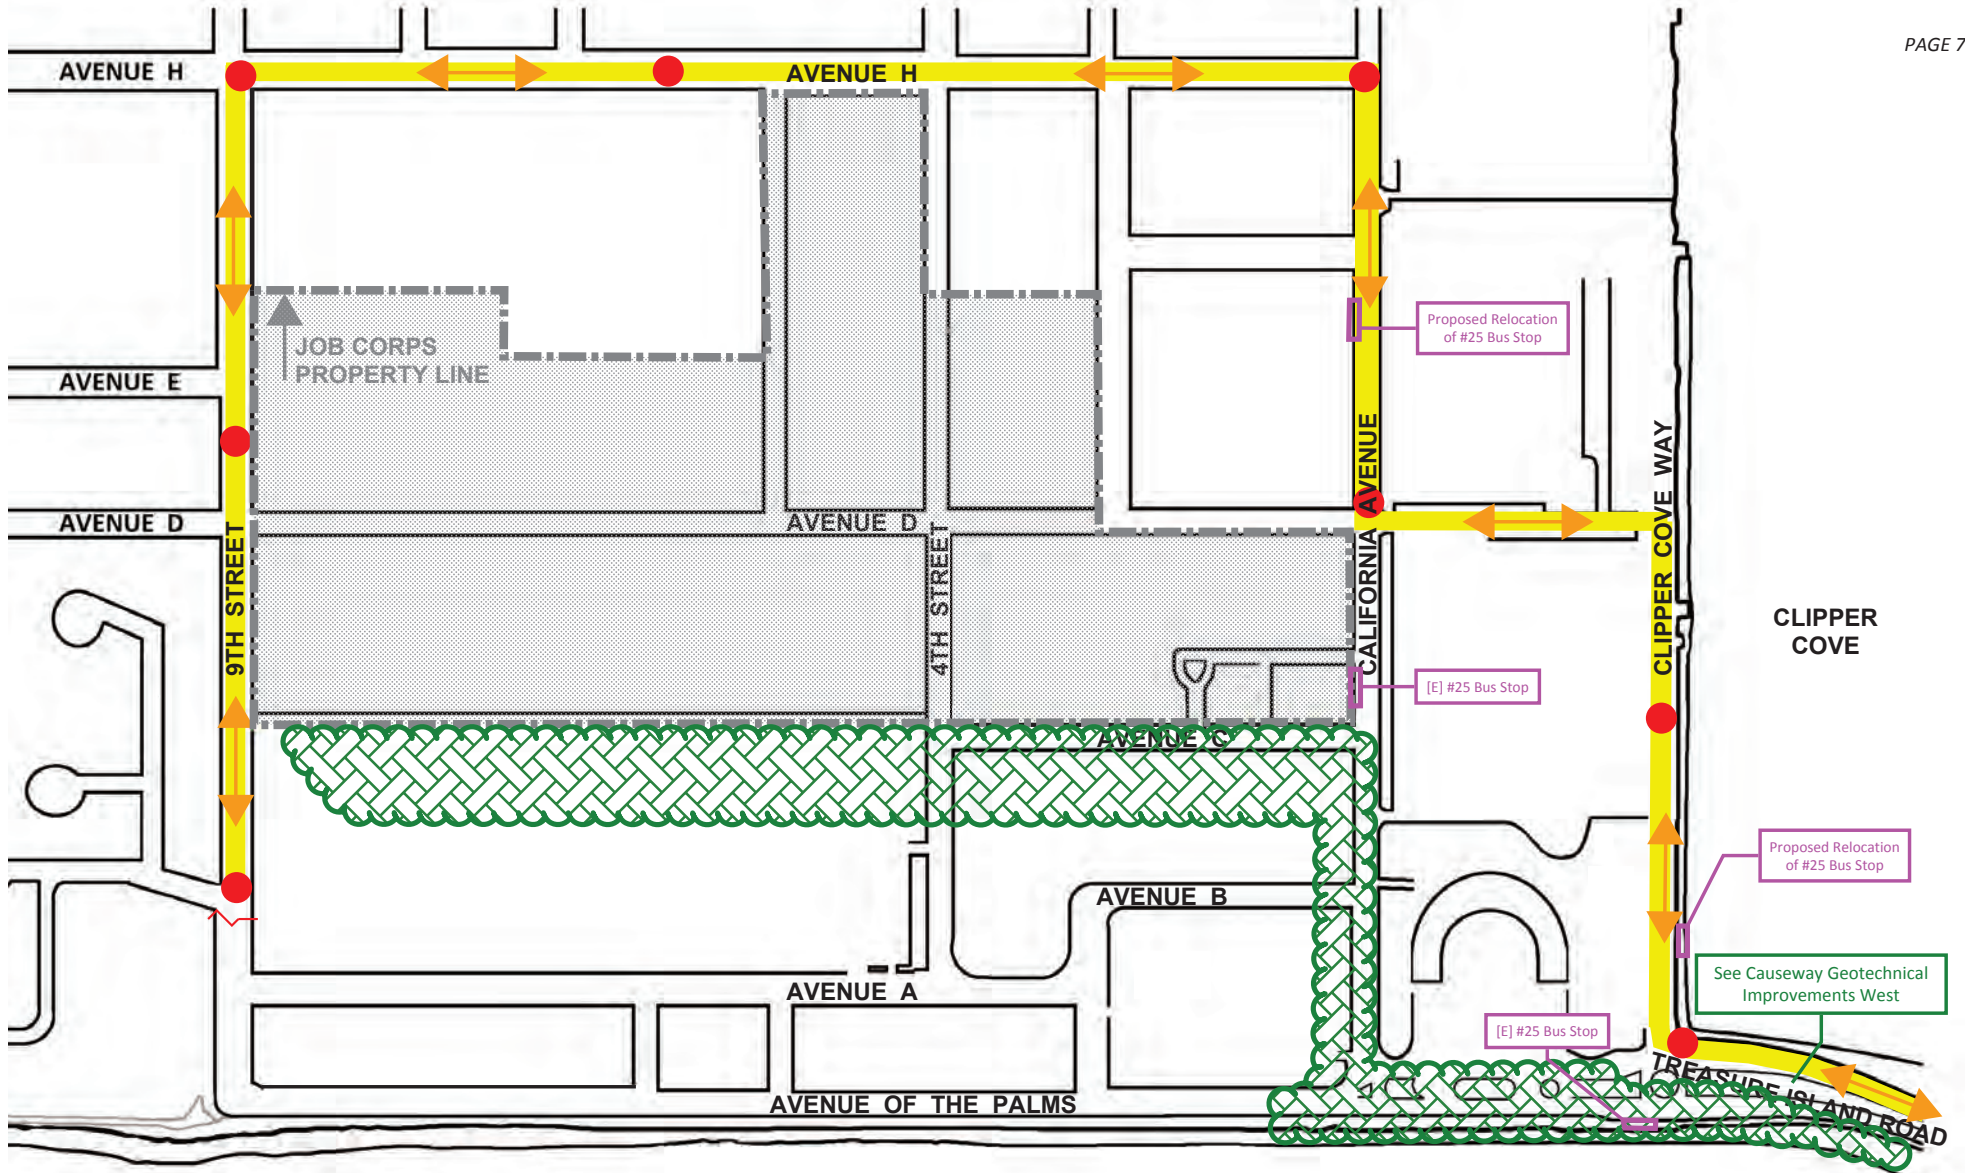 PAGE 7
AVENUE H
AVENUE H
Proposed Relocation
of #25 Bus Stop
JOB CORPS
PROPERTY LINE
AVENUE E
AVENUE D
AVENUE D
9TH STREET
4TH STREET
CALIFORNIA AVENUE
CLIPPER COVE WAY
CLIPPER
COVE
[E] #25 Bus Stop
AVENUE C
Proposed Relocation
of #25 Bus Stop
AVENUE B
See Causeway Geotechnical
Improvements West
AVENUE A
[E] #25 Bus Stop
TREASURE ISLAND ROAD
AVENUE OF THE PALMS